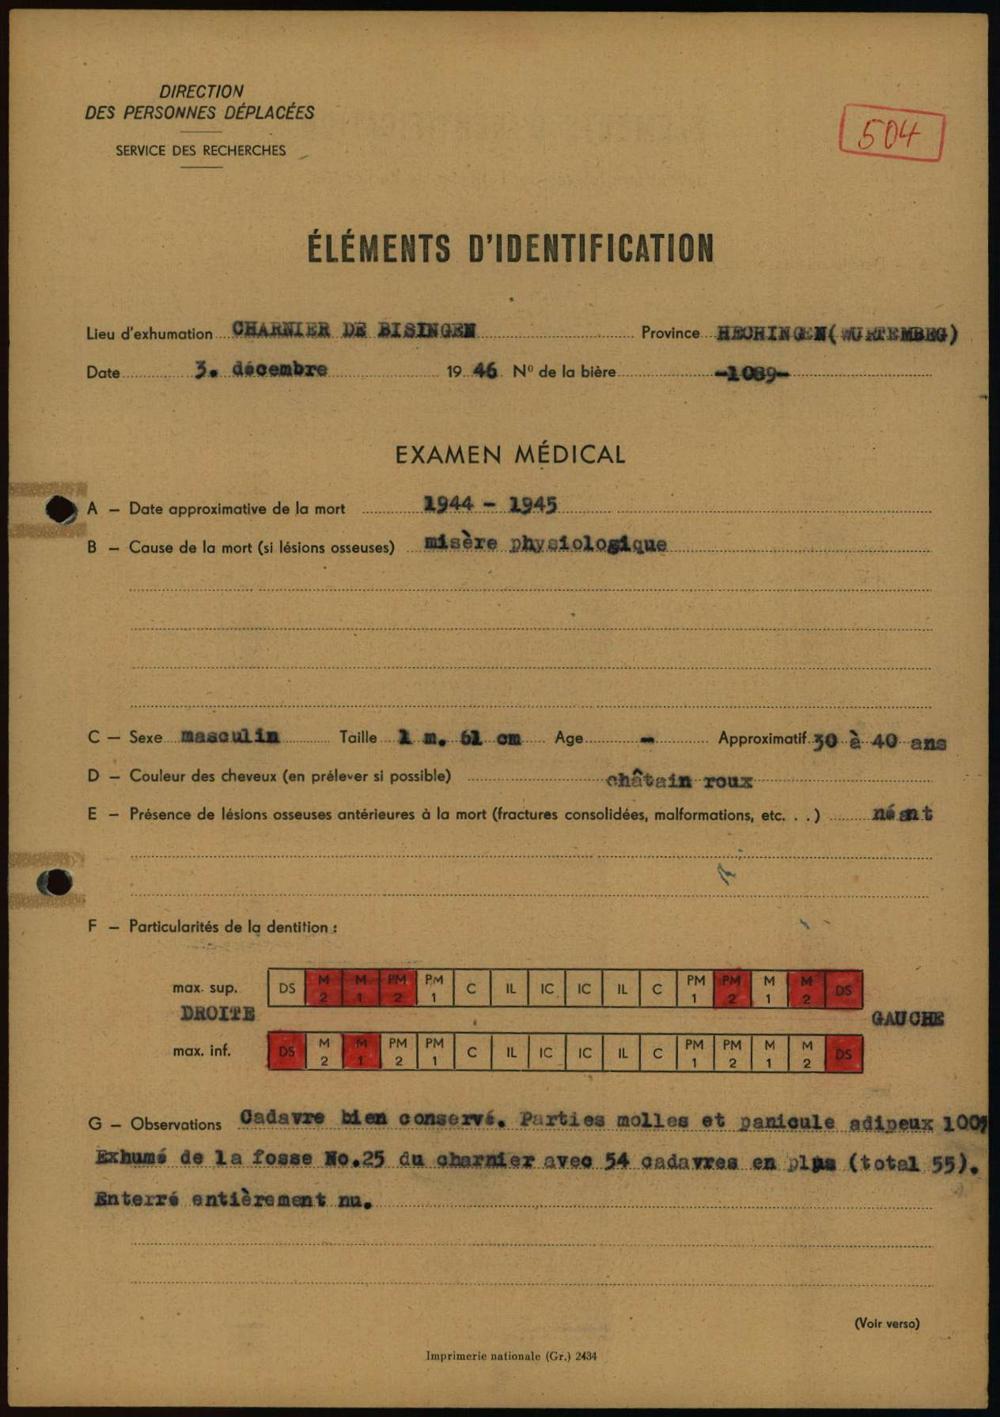 DIRECTION
DES PERSONNES DÉPLACÉES
SERVICE DES RECHERCHES
504
ÉLÉMENTS D'IDENTIFICATION
Lieu d'exhumation CHARNIER DE BISINGEN Province HECHINGEN(WURTEMBEG)
Date 3. décembre 19 46 Nº de la bière -1089-
EXAMEN MÉDICAL
A — Date approximative de la mort 1944 - 1945
B — Cause de la mort (si lésions osseuses) misère physiologique
C — Sexe masculin Taille 1 m. 61 cm Age - Approximatif 30 à 40 ans
D — Couleur des cheveux (en prélever si possible) châtain roux
E — Présence de lésions osseuses antérieures à la mort (fractures consolidées, malformations, etc. . .) néant
F — Particularités de la dentition :
max. sup. DS M 2 M 1 PM 2 PM 1 C IL IC IC IL C PM 1 PM 2 M 1 M 2 DS
DROITE GAUCHE
max. inf. DS M 2 M 1 PM 2 PM 1 C IL IC IC IL C PM 1 PM 2 M 1 M 2 DS
G — Observations Cadavre bien conservé. Parties molles et panicule adipeux 100%
Exhumé de la fosse No.25 du charnier avec 54 cadavres en plus (total 55).
Enterré entièrement nu.
(Voir verso)
Imprimerie nationale (Gr.) 2434